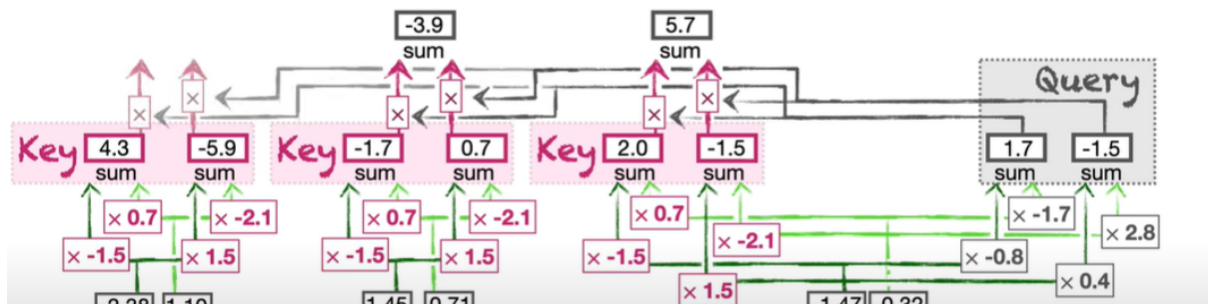 -3.9 5.7
sum sum
Query
× × ×
× × ×
Key 4.3 -5.9 Key -1.7 0.7 Key 2.0 -1.5 1.7 -1.5
sum sum sum sum sum sum sum sum
× 0.7 × -2.1 × 0.7 × -2.1 × 0.7 × -1.7
× -2.1 × 2.8
× -1.5 × 1.5 × -1.5 × 1.5 × -1.5 × -0.8
× 1.5 × 0.4